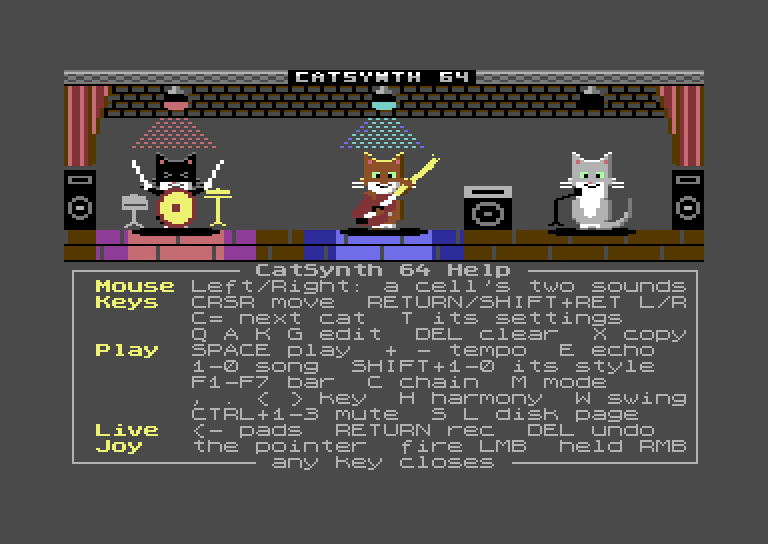 CATSYNTH 64
CatSynth 64 Help
Mouse Left/Right: a cell's two sounds
Keys CRSR move RETURN/SHIFT+RET L/R
C= next cat T its settings
Q A K G edit DEL clear X copy
Play SPACE play + - tempo E echo
1-0 song SHIFT+1-0 its style
F1-F7 bar C chain M mode
, . < > key H harmony W swing
CTRL+1-3 mute S L disk page
Live <- pads RETURN rec DEL undo
Joy the pointer fire LMB held RMB
any key closes